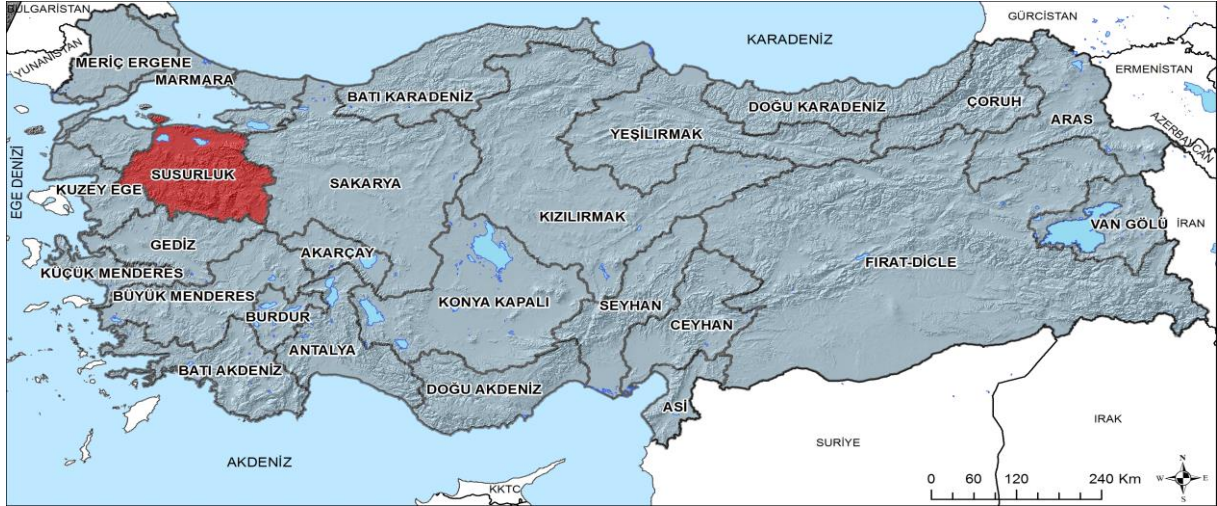 BULGARİSTAN
YUNANİSTAN
MERİÇ ERGENE
MARMARA
KARADENİZ
GÜRCİSTAN
ERMENİSTAN
AZERBAYCAN
BATI KARADENİZ
DOĞU KARADENİZ
ÇORUH
ARAS
YEŞİLIRMAK
EGE DENİZİ
SUSURLUK
KUZEY EGE
SAKARYA
KIZILIRMAK
VAN GÖLÜ
İRAN
GEDİZ
AKARÇAY
FIRAT-DİCLE
KÜÇÜK MENDERES
BÜYÜK MENDERES
BURDUR
KONYA KAPALI
SEYHAN
CEYHAN
ANTALYA
BATI AKDENİZ
DOĞU AKDENİZ
ASİ
SURİYE
IRAK
AKDENİZ
KKTC
0 60 120 240 Km
N
W E
S